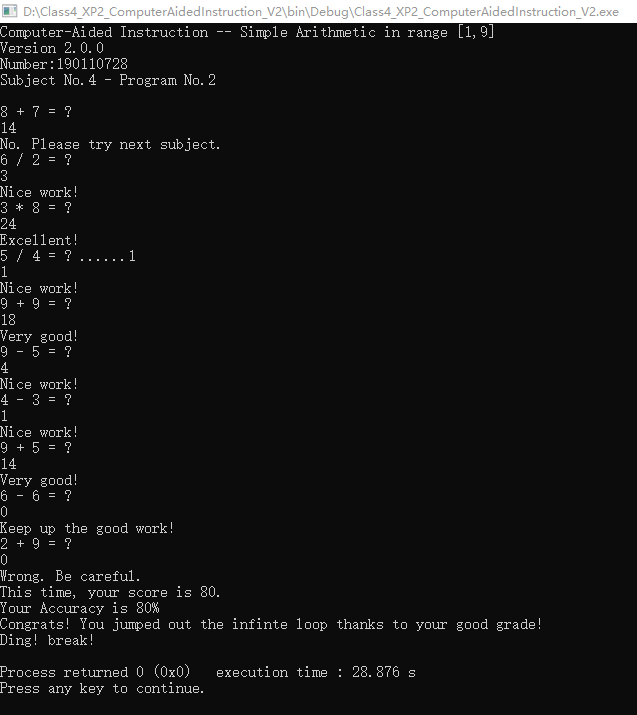 D:\Class4_XP2_ComputerAidedInstruction_V2\bin\Debug\Class4_XP2_ComputerAidedInstruction_V2.exe
Computer-Aided Instruction -- Simple Arithmetic in range [1,9]
Version 2.0.0
Number:190110728
Subject No.4 - Program No.2
8 + 7 = ?
14
No. Please try next subject.
6 / 2 = ?
3
Nice work!
3 * 8 = ?
24
Excellent!
5 / 4 = ? ......1
1
Nice work!
9 + 9 = ?
18
Very good!
9 - 5 = ?
4
Nice work!
4 - 3 = ?
1
Nice work!
9 + 5 = ?
14
Very good!
6 - 6 = ?
0
Keep up the good work!
2 + 9 = ?
0
Wrong. Be careful.
This time, your score is 80.
Your Accuracy is 80%
Congrats! You jumped out the infinte loop thanks to your good grade!
Ding! break!
Process returned 0 (0x0)   execution time : 28.876 s
Press any key to continue.